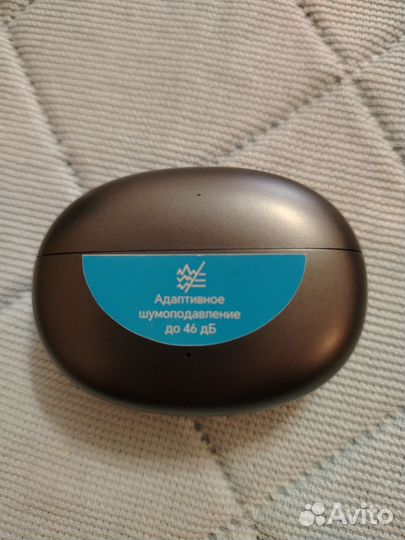 Адаптивное
шумоподавление
до 46 дБ
Avito